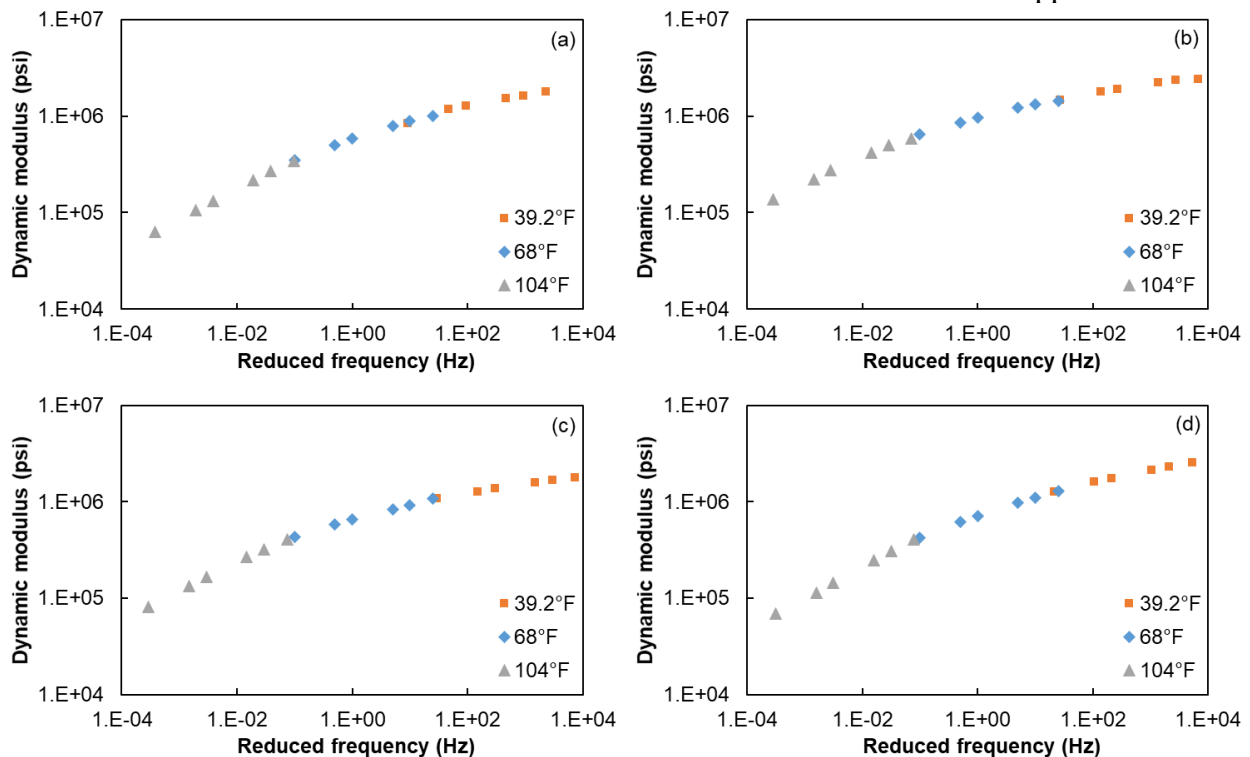 1.E+07
1.E+06
1.E+05
1.E+04
Dynamic modulus (psi)
(a)
39.2°F
68°F
104°F
1.E-04 1.E-02 1.E+00 1.E+02 1.E+04
Reduced frequency (Hz)
1.E+07
1.E+06
1.E+05
1.E+04
Dynamic modulus (psi)
(b)
39.2°F
68°F
104°F
1.E-04 1.E-02 1.E+00 1.E+02 1.E+04
Reduced frequency (Hz)
1.E+07
1.E+06
1.E+05
1.E+04
Dynamic modulus (psi)
(c)
39.2°F
68°F
104°F
1.E-04 1.E-02 1.E+00 1.E+02 1.E+04
Reduced frequency (Hz)
1.E+07
1.E+06
1.E+05
1.E+04
Dynamic modulus (psi)
(d)
39.2°F
68°F
104°F
1.E-04 1.E-02 1.E+00 1.E+02 1.E+04
Reduced frequency (Hz)